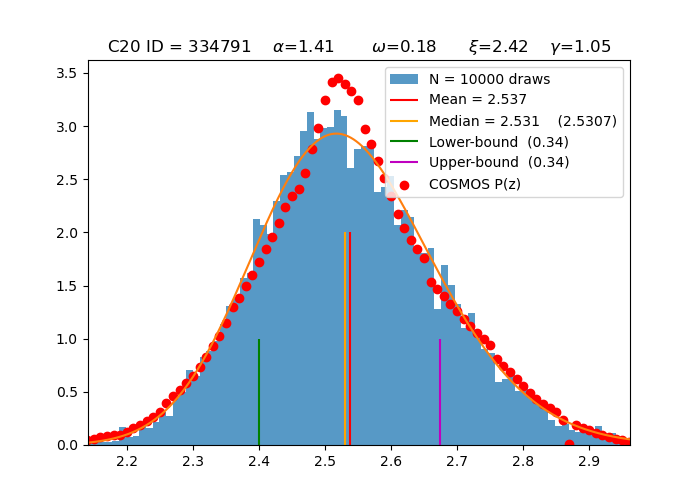 C20 ID = 334791    α=1.41    ω=0.18    ξ=2.42    γ=1.05
N = 10000 draws
Mean = 2.537
Median = 2.531    (2.5307)
Lower-bound  (0.34)
Upper-bound  (0.34)
COSMOS P(z)
3.5
3.0
2.5
2.0
1.5
1.0
0.5
0.0
2.2 2.3 2.4 2.5 2.6 2.7 2.8 2.9